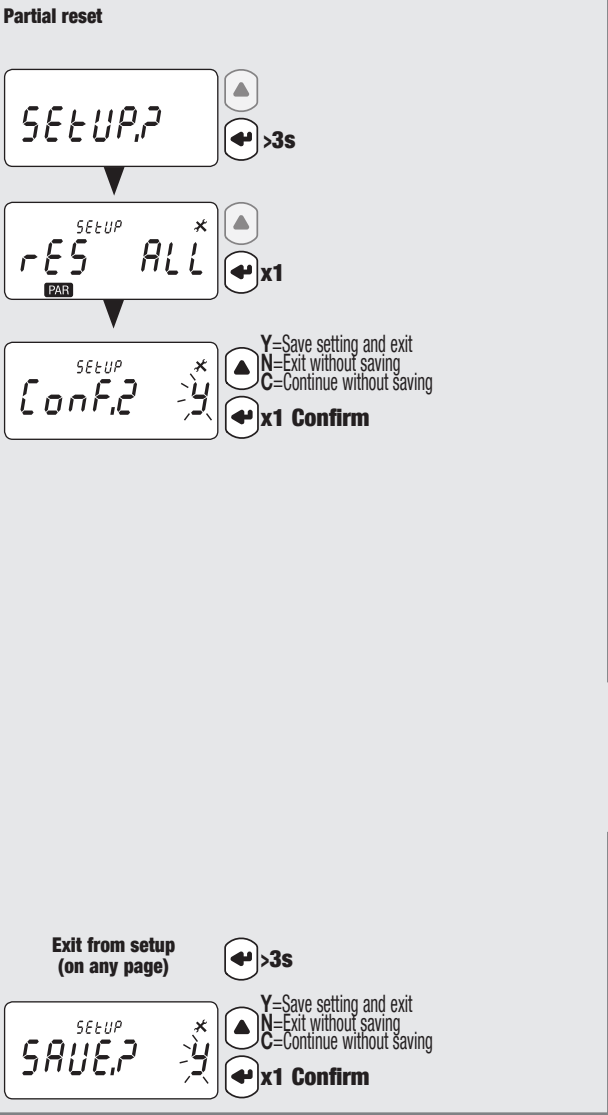 Partial reset
SEtUP.?
>3s
SEtUP
rES ALL
PAR
x1
SEtUP
ConF.? Y
Y=Save setting and exit
N=Exit without saving
C=Continue without saving
x1 Confirm
Exit from setup
(on any page)
>3s
SEtUP
SAVE.? Y
Y=Save setting and exit
N=Exit without saving
C=Continue without saving
x1 Confirm